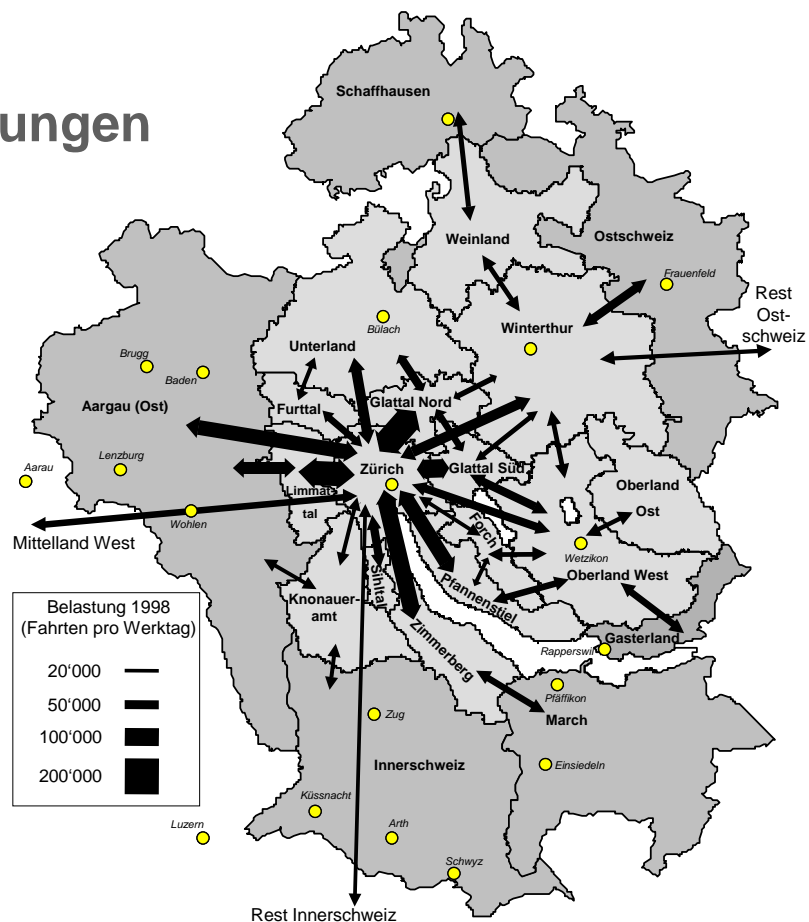 ungen
Schaffhausen
Weinland
Ostschweiz
Frauenfeld
Rest
Ost-
schweiz
Winterthur
Bülach
Unterland
Brugg
Baden
Aargau (Ost)
Furttal
Glattal Nord
Aarau
Lenzburg
Zürich
Glattal Süd
Oberland
Ost
Limmat-
tal
Wohlen
Mittelland West
Forch
Wetzikon
Oberland West
Knonauer-
amt
Sihltal
Pfannenstiel
Zimmerberg
Gasterland
Rapperswil
Belastung 1998
(Fahrten pro Werktag)
20‘000
50‘000
100‘000
200‘000
Pfäffikon
March
Zug
Innerschweiz
Einsiedeln
Küssnacht
Luzern
Arth
Schwyz
Rest Innerschweiz